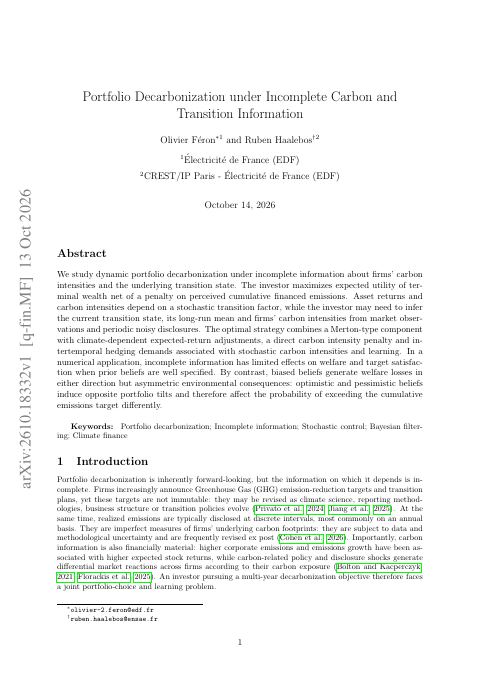 arXiv:2610.18332v1 [q-fin.MF] 13 Oct 2026
Portfolio Decarbonization under Incomplete Carbon and
Transition Information
Olivier Féron*1 and Ruben Haalebos†2
1Électricité de France (EDF)
2CREST/IP Paris - Électricité de France (EDF)
October 14, 2026
Abstract
We study dynamic portfolio decarbonization under incomplete information about firms' carbon
intensities and the underlying transition state. The investor maximizes expected utility of ter-
minal wealth net of a penalty on perceived cumulative financed emissions. Asset returns and
carbon intensities depend on a stochastic transition factor, while the investor may need to infer
the current transition state, its long-run mean and firms' carbon intensities from market obser-
vations and periodic noisy disclosures. The optimal strategy combines a Merton-type component
with climate-dependent expected-return adjustments, a direct carbon intensity penalty and in-
tertemporal hedging demands associated with stochastic carbon intensities and learning. In a
numerical application, incomplete information has limited effects on welfare and target satisfac-
tion when prior beliefs are well specified. By contrast, biased beliefs generate welfare losses in
either direction but asymmetric environmental consequences: optimistic and pessimistic beliefs
induce opposite portfolio tilts and therefore affect the probability of exceeding the cumulative
emissions target differently.
Keywords: Portfolio decarbonization; Incomplete information; Stochastic control; Bayesian filter-
ing; Climate finance
1 Introduction
Portfolio decarbonization is inherently forward-looking, but the information on which it depends is in-
complete. Firms increasingly announce Greenhouse Gas (GHG) emission-reduction targets and transition
plans, yet these targets are not immutable: they may be revised as climate science, reporting method-
ologies, business structure or transition policies evolve (Privato et al., 2024; Jiang et al., 2025). At the
same time, realized emissions are typically disclosed at discrete intervals, most commonly on an annual
basis. They are imperfect measures of firms' underlying carbon footprints: they are subject to data and
methodological uncertainty and are frequently revised ex post (Cohen et al., 2026). Importantly, carbon
information is also financially material: higher corporate emissions and emissions growth have been as-
sociated with higher expected stock returns, while carbon-related policy and disclosure shocks generate
differential market reactions across firms according to their carbon exposure (Bolton and Kacperczyk,
2021; Florackis et al., 2025). An investor pursuing a multi-year decarbonization objective therefore faces
a joint portfolio-choice and learning problem.
*olivier-2.feron@edf.fr
†ruben.haalebos@ensae.fr
1